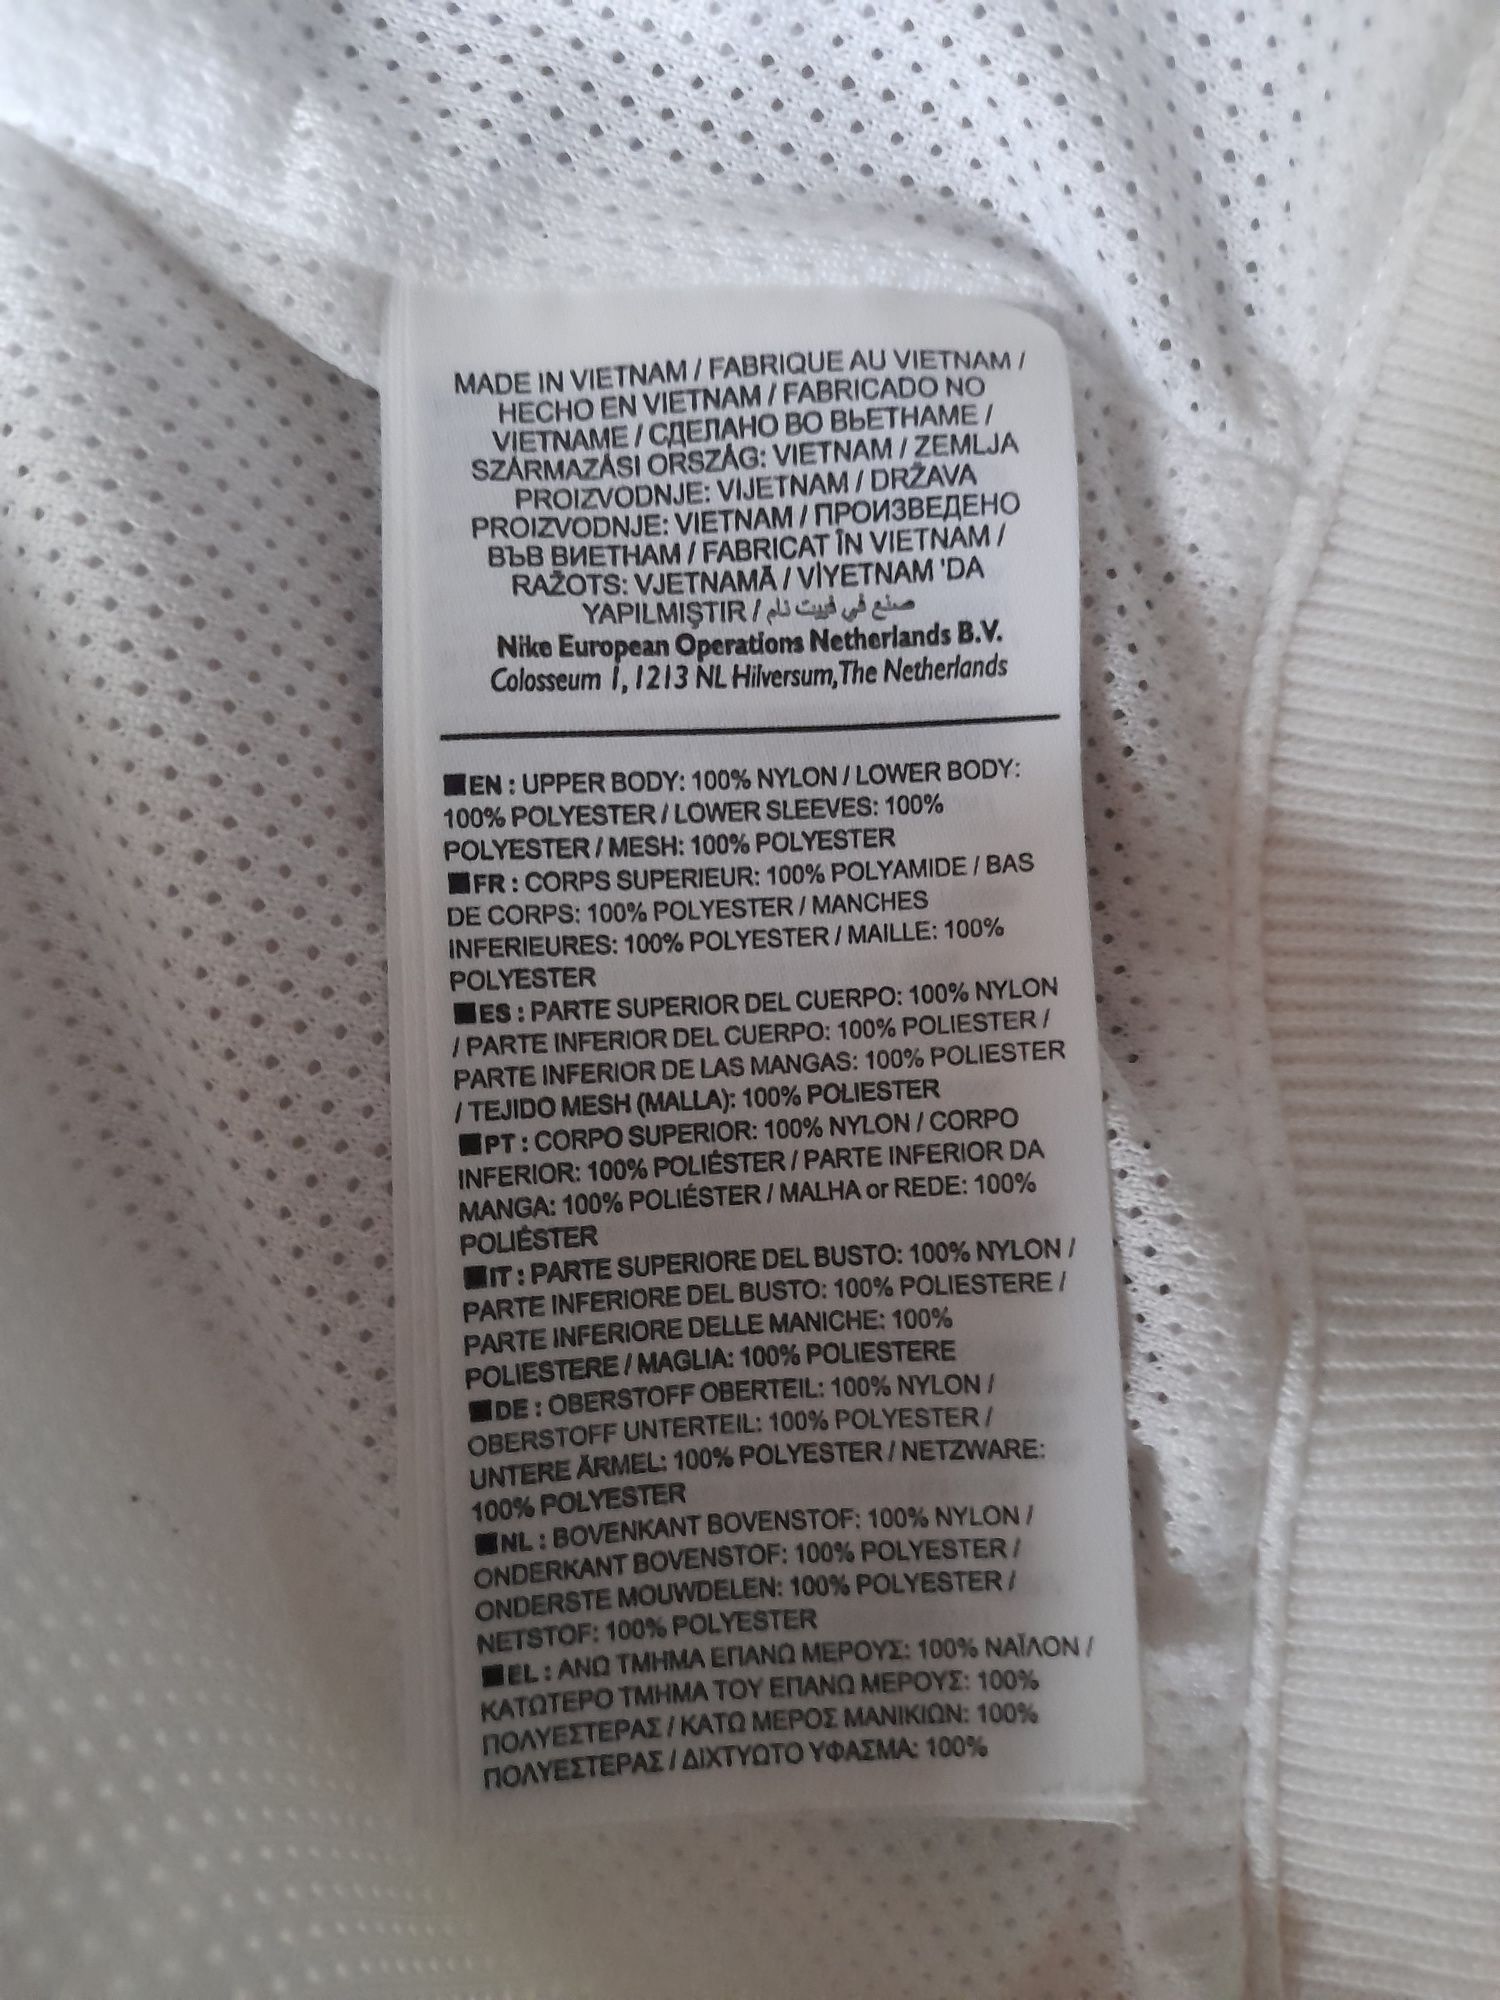 MADE IN VIETNAM / FABRIQUE AU VIETNAM /
HECHO EN VIETNAM / FABRICADO NO
VIETNAME / СДЕЛАНО ВО ВЬЕТНАМЕ /
SZÁRMAZÁSI ORSZÁG: VIETNAM / ZEMLJA
PROIZVODNJE: VIJETNAM / DRŽAVA
PROIZVODNJE: VIETNAM / ПРОИЗВЕДЕНО
ВЪВ ВИЕТНАМ / FABRICAT ÎN VIETNAM /
RAŽOTS: VJETNAMĀ / VİYETNAM 'DA
YAPILMIŞTIR / صنع في فييت نام
Nike European Operations Netherlands B.V.
Colosseum 1, 1213 NL Hilversum, The Netherlands
■EN : UPPER BODY: 100% NYLON / LOWER BODY:
100% POLYESTER / LOWER SLEEVES: 100%
POLYESTER / MESH: 100% POLYESTER
■FR : CORPS SUPERIEUR: 100% POLYAMIDE / BAS
DE CORPS: 100% POLYESTER / MANCHES
INFERIEURES: 100% POLYESTER / MAILLE: 100%
POLYESTER
■ES : PARTE SUPERIOR DEL CUERPO: 100% NYLON
/ PARTE INFERIOR DEL CUERPO: 100% POLIESTER /
PARTE INFERIOR DE LAS MANGAS: 100% POLIESTER
/ TEJIDO MESH (MALLA): 100% POLIESTER
■PT : CORPO SUPERIOR: 100% NYLON / CORPO
INFERIOR: 100% POLIÉSTER / PARTE INFERIOR DA
MANGA: 100% POLIÉSTER / MALHA or REDE: 100%
POLIÉSTER
■IT : PARTE SUPERIORE DEL BUSTO: 100% NYLON /
PARTE INFERIORE DEL BUSTO: 100% POLIESTERE /
PARTE INFERIORE DELLE MANICHE: 100%
POLIESTERE / MAGLIA: 100% POLIESTERE
■DE : OBERSTOFF OBERTEIL: 100% NYLON /
OBERSTOFF UNTERTEIL: 100% POLYESTER /
UNTERE ÄRMEL: 100% POLYESTER / NETZWARE:
100% POLYESTER
■NL : BOVENKANT BOVENSTOF: 100% NYLON /
ONDERKANT BOVENSTOF: 100% POLYESTER /
ONDERSTE MOUWDELEN: 100% POLYESTER /
NETSTOF: 100% POLYESTER
■EL : ΑΝΩ ΤΜΗΜΑ ΕΠΑΝΩ ΜΕΡΟΥΣ: 100% ΝΑΪΛΟΝ /
ΚΑΤΩΤΕΡΟ ΤΜΗΜΑ ΤΟΥ ΕΠΑΝΩ ΜΕΡΟΥΣ: 100%
ΠΟΛΥΕΣΤΕΡΑΣ / ΚΑΤΩ ΜΕΡΟΣ ΜΑΝΙΚΙΩΝ: 100%
ΠΟΛΥΕΣΤΕΡΑΣ / ΔΙΧΤΥΩΤΟ ΥΦΑΣΜΑ: 100%